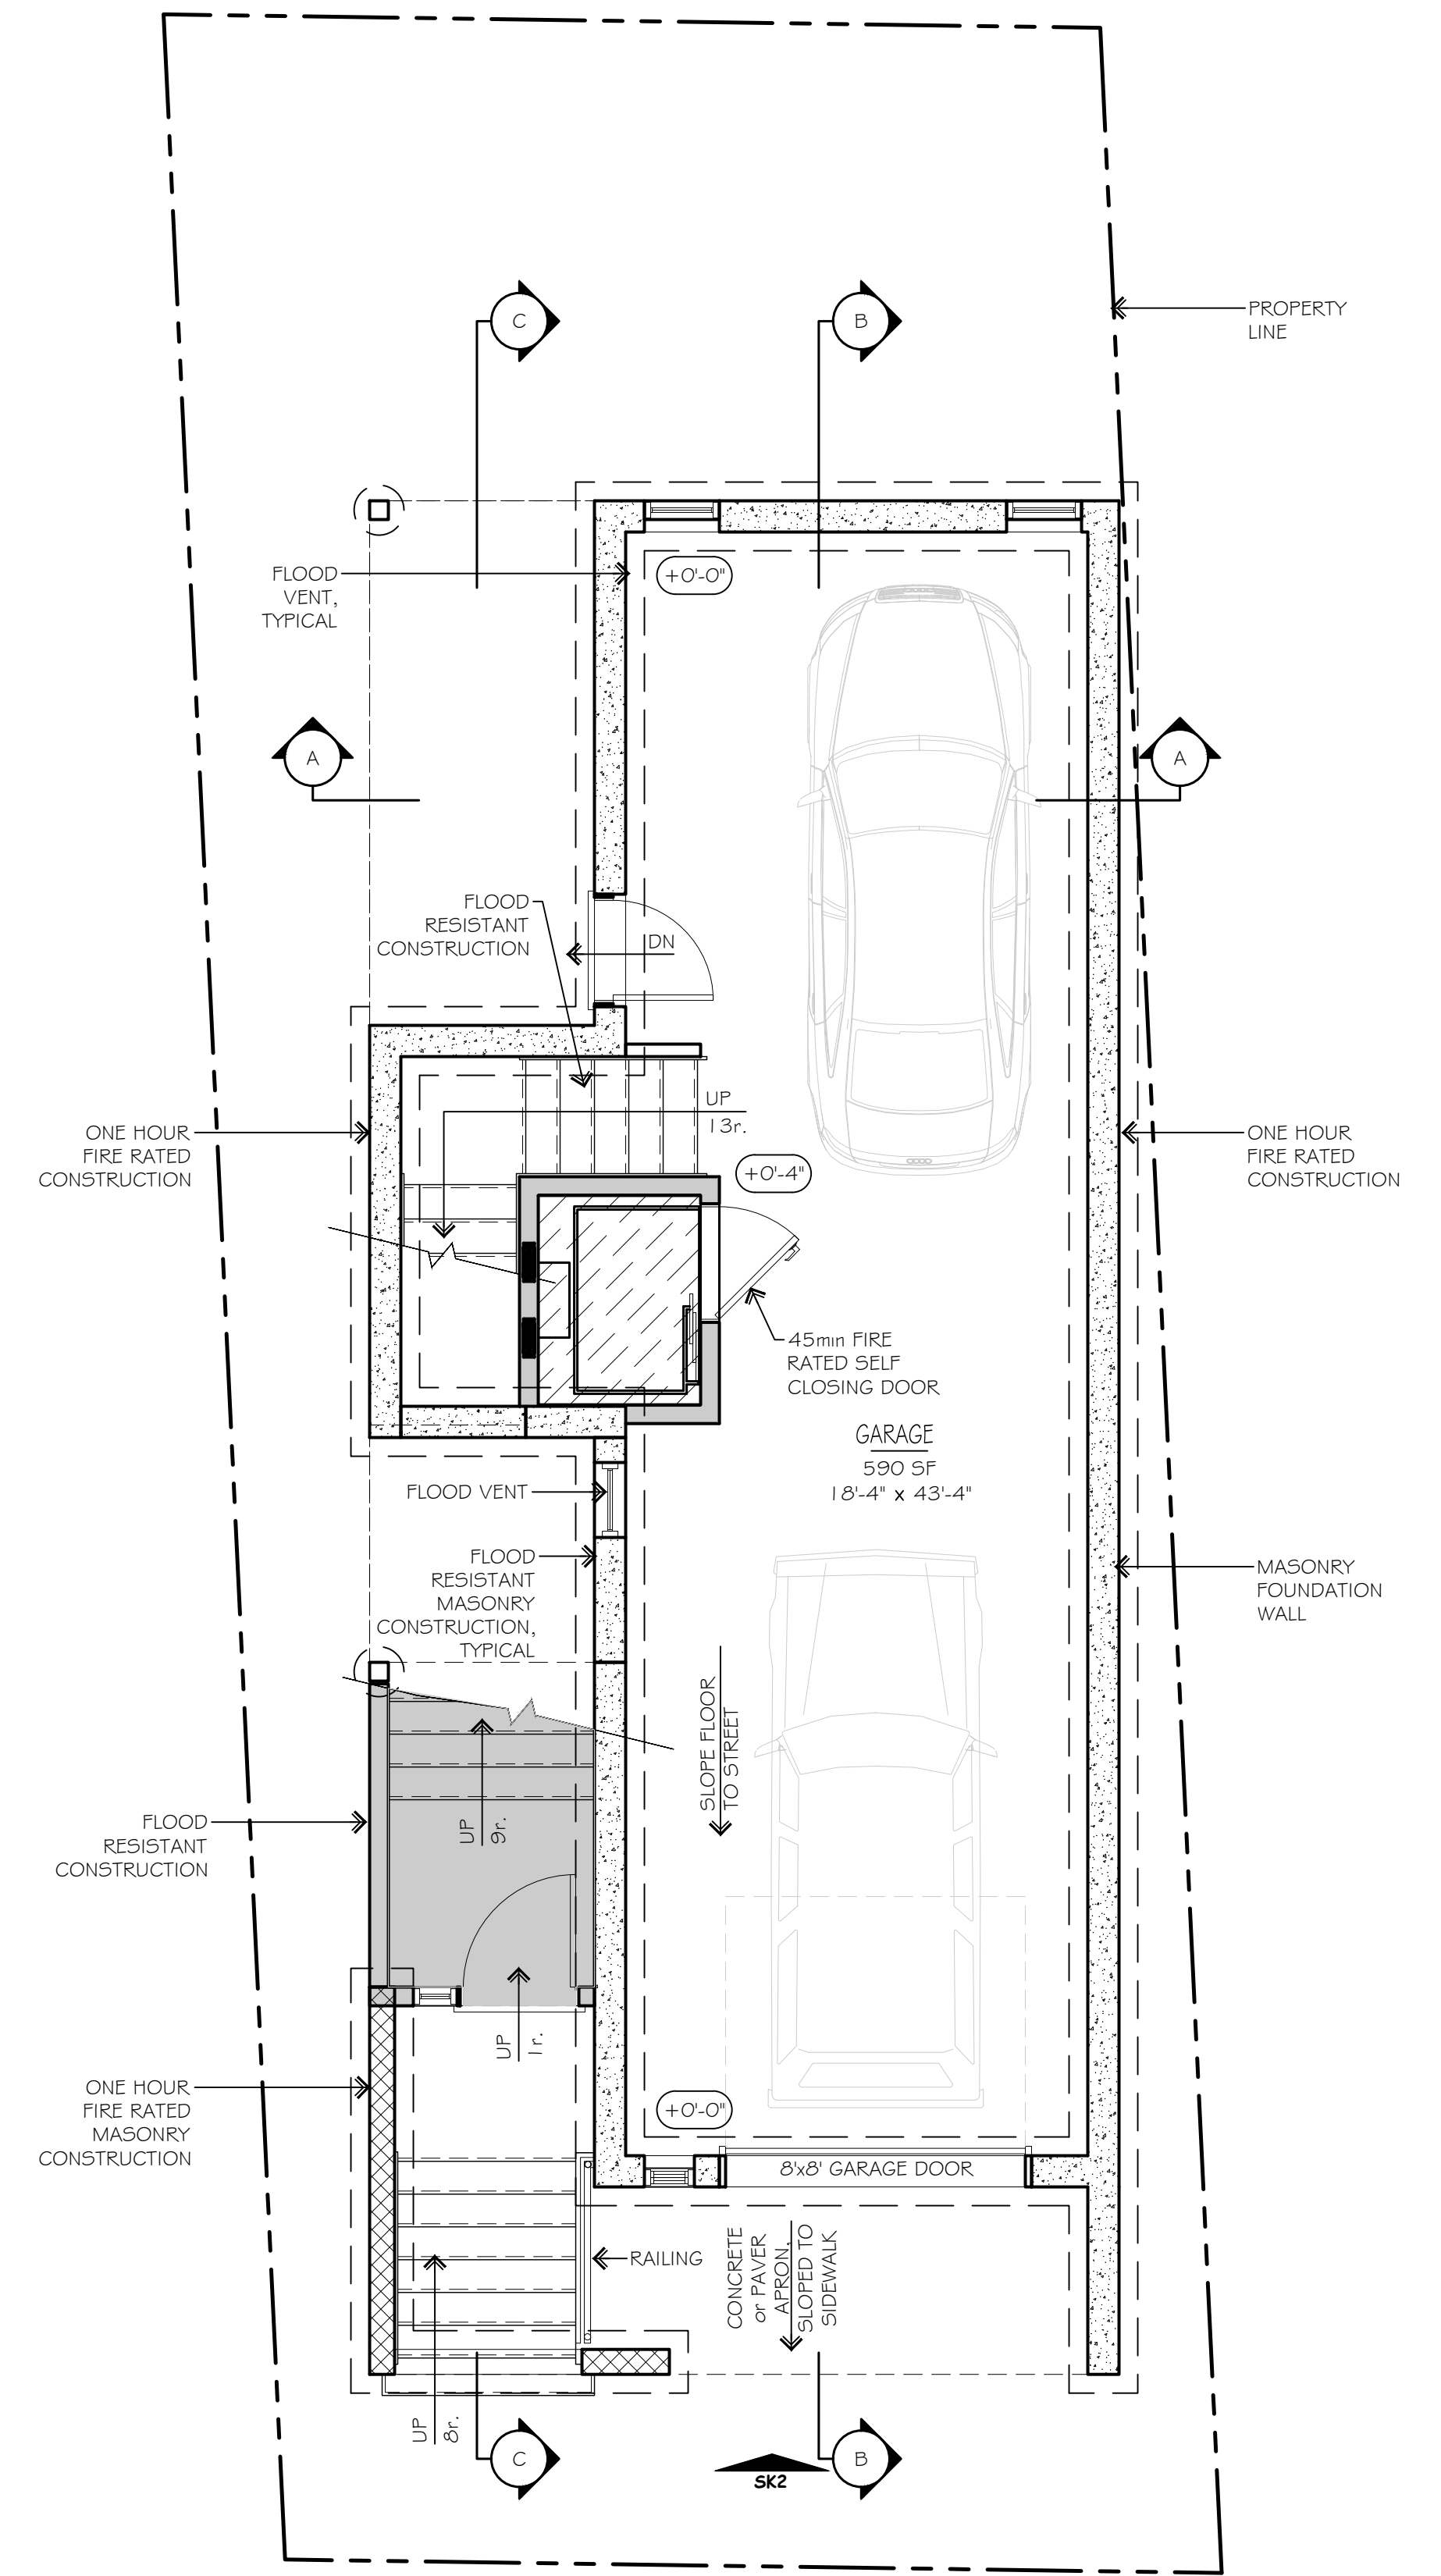 C
B
PROPERTY
LINE
FLOOD
VENT,
TYPICAL
+0'-0"
A
A
FLOOD
RESISTANT
CONSTRUCTION
DN
UP
13r.
ONE HOUR
FIRE RATED
CONSTRUCTION
+0'-4"
ONE HOUR
FIRE RATED
CONSTRUCTION
45min FIRE
RATED SELF
CLOSING DOOR
GARAGE
590 SF
18'-4" x 43'-4"
FLOOD VENT
FLOOD
RESISTANT
MASONRY
CONSTRUCTION,
TYPICAL
MASONRY
FOUNDATION
WALL
SLOPE FLOOR
TO STREET
UP
9r.
FLOOD
RESISTANT
CONSTRUCTION
UP
1r.
ONE HOUR
FIRE RATED
MASONRY
CONSTRUCTION
+0'-0"
8'x8' GARAGE DOOR
RAILING
CONCRETE
or PAVER
APRON,
SLOPED TO
SIDEWALK
UP
8r.
C
B
SK2